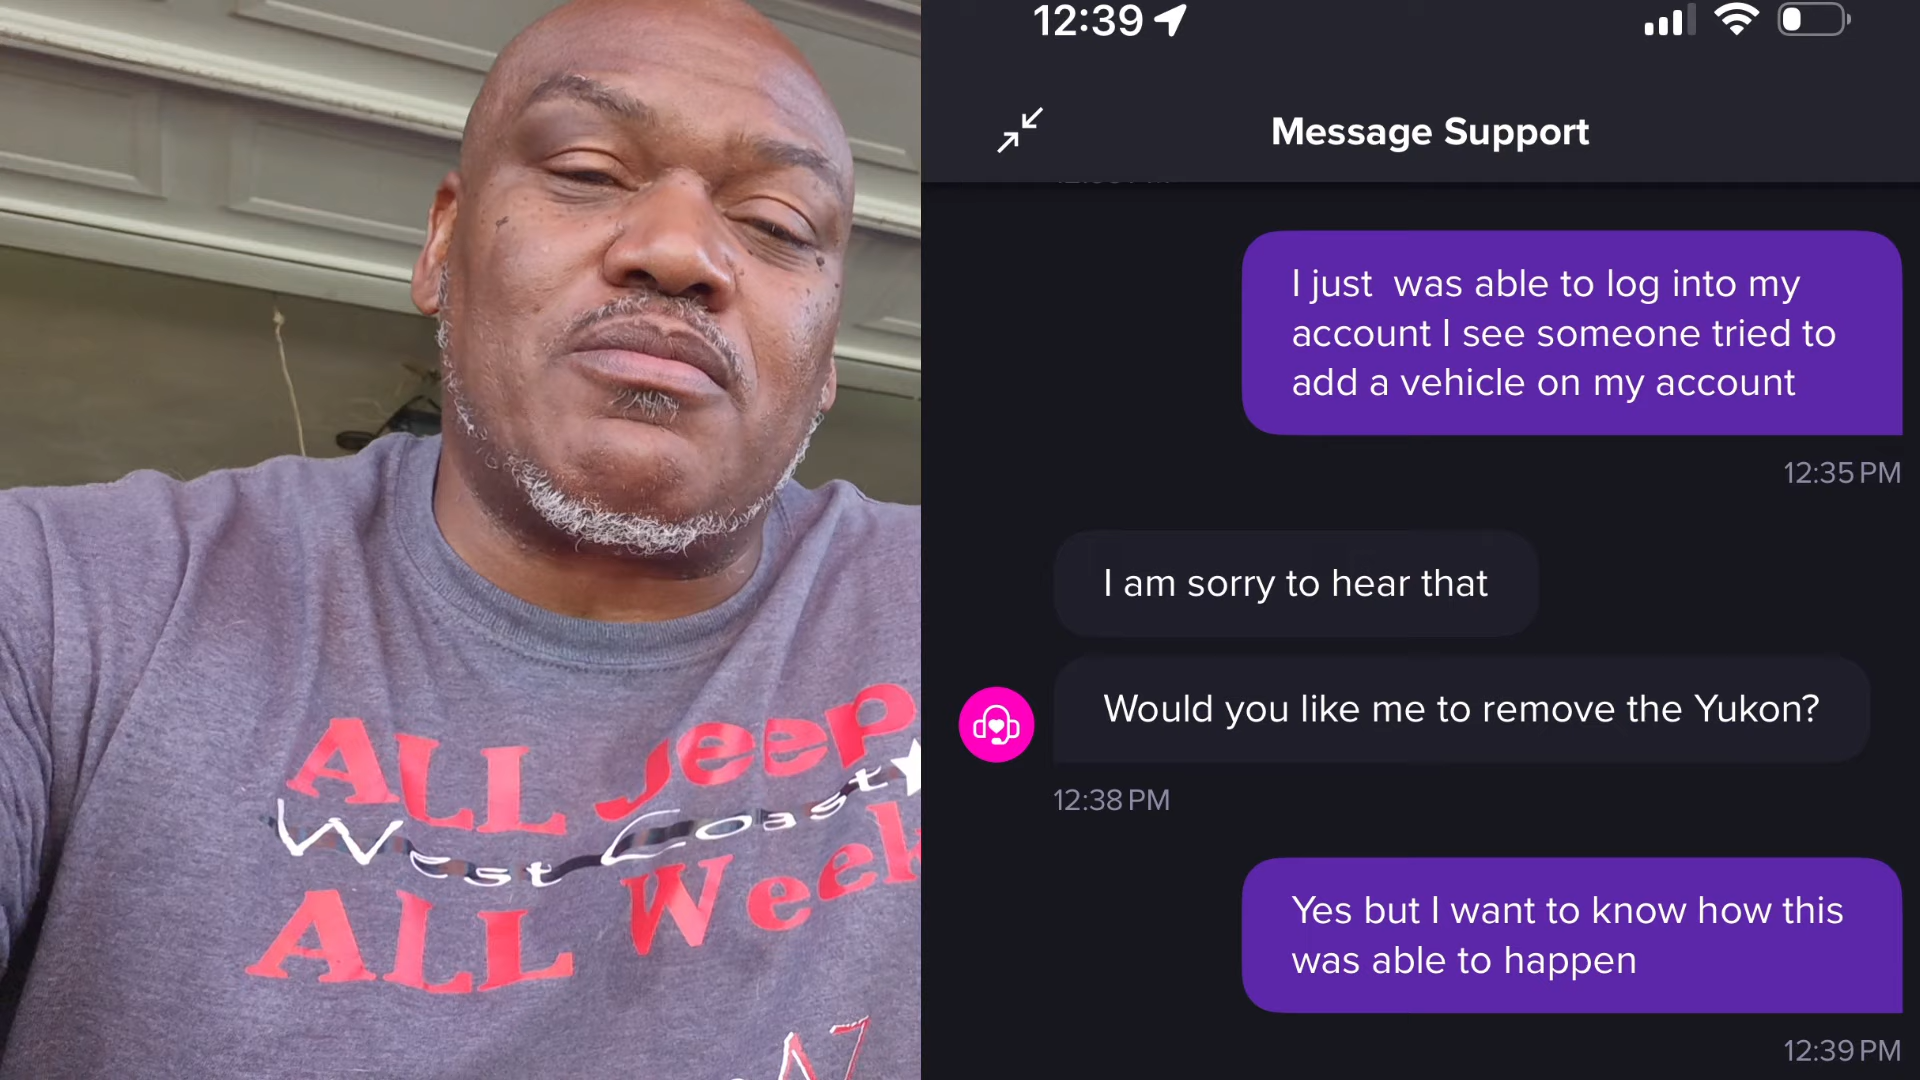 ALL Jeep
West Coast
ALL Week
12:39
Message Support
I just was able to log into my
account I see someone tried to
add a vehicle on my account
12:35 PM
I am sorry to hear that
Would you like me to remove the Yukon?
12:38 PM
Yes but I want to know how this
was able to happen
12:39 PM